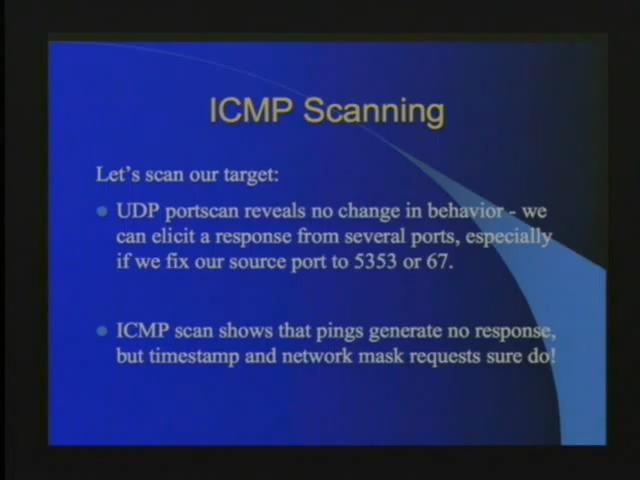 ICMP Scanning
Let's scan our target:
UDP portscan reveals no change in behavior - we
can elicit a response from several ports, especially
if we fix our source port to 5353 or 67.
ICMP scan shows that pings generate no response,
but timestamp and network mask requests sure do!